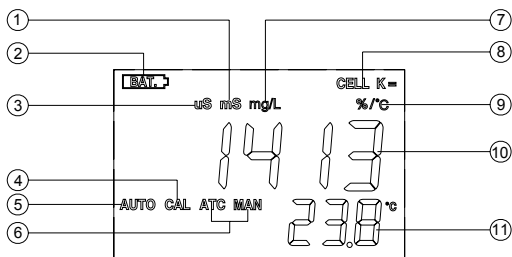 ① ⑦
② ⑧
BAT. CELL K=
③ uS mS mg/L %/°C ⑨
1413 ⑩
④
⑤ AUTO CAL ATC MAN 23.8 °C
⑥ ⑪